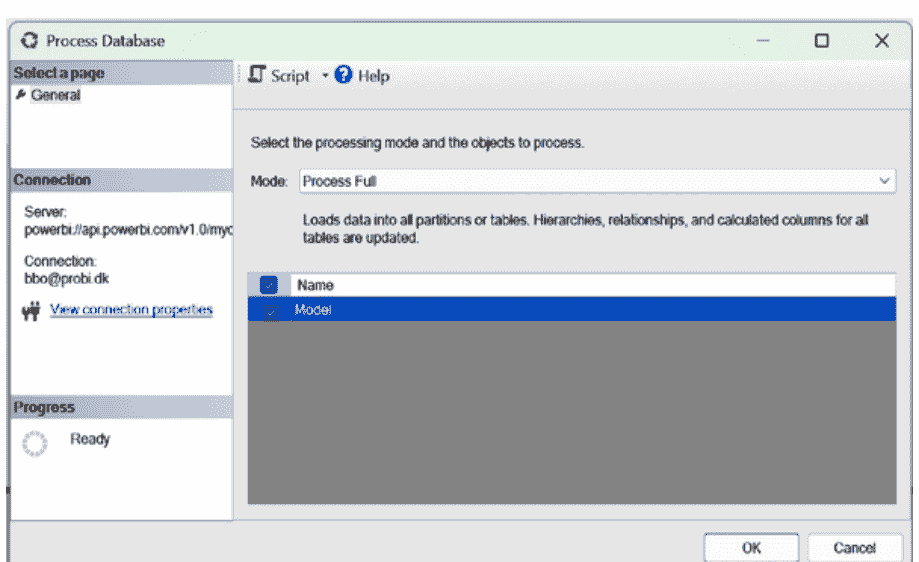 Process Database
Select a page
General
Script
Help
Select the processing mode and the objects to process.
Mode: Process Full
Loads data into all partitions or tables. Hierarchies, relationships, and calculated columns for all
tables are updated.
Name
Model
Connection
Server:
powerbi://api.powerbi.com/v1.0/myo
Connection:
bbo@probi.dk
View connection properties
Progress
Ready
OK
Cancel